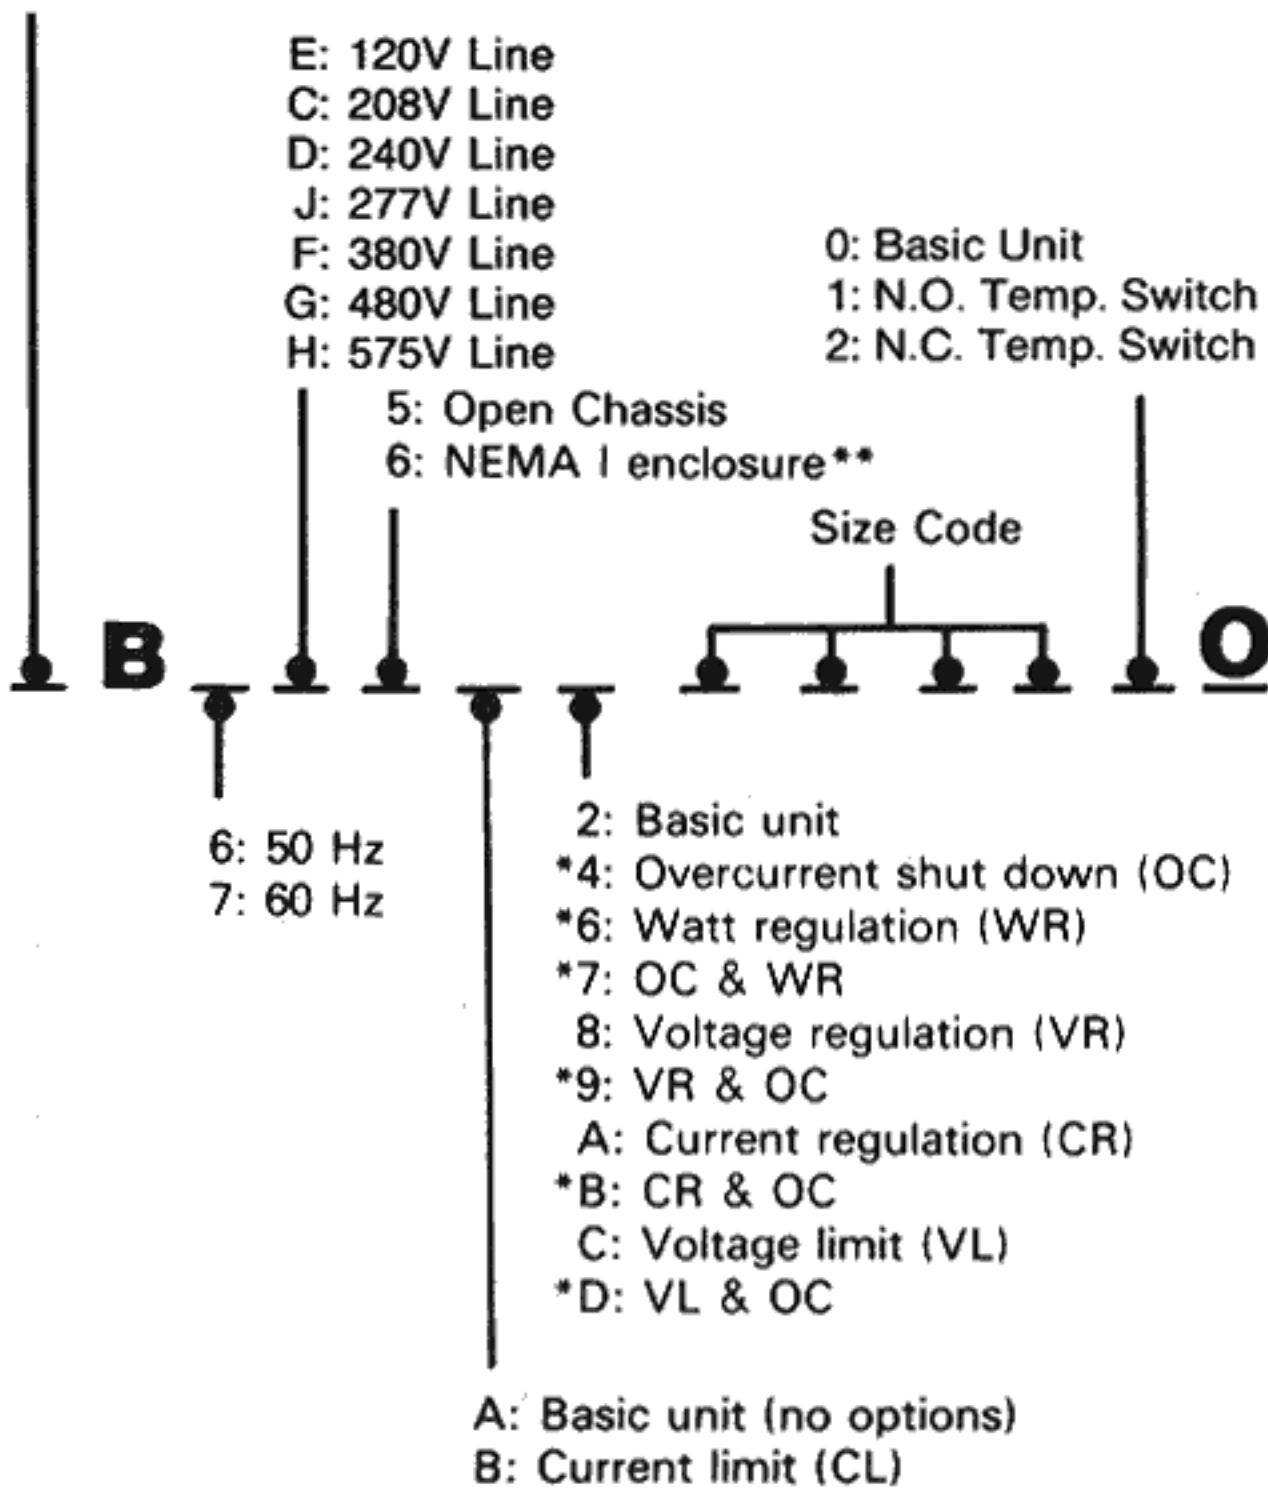 E: 120V Line
C: 208V Line
D: 240V Line
J: 277V Line
F: 380V Line
G: 480V Line
H: 575V Line
0: Basic Unit
1: N.O. Temp. Switch
2: N.C. Temp. Switch
5: Open Chassis
6: NEMA I enclosure**
Size Code
B O
6: 50 Hz
7: 60 Hz
2: Basic unit
*4: Overcurrent shut down (OC)
*6: Watt regulation (WR)
*7: OC & WR
8: Voltage regulation (VR)
*9: VR & OC
A: Current regulation (CR)
*B: CR & OC
C: Voltage limit (VL)
*D: VL & OC
A: Basic unit (no options)
B: Current limit (CL)